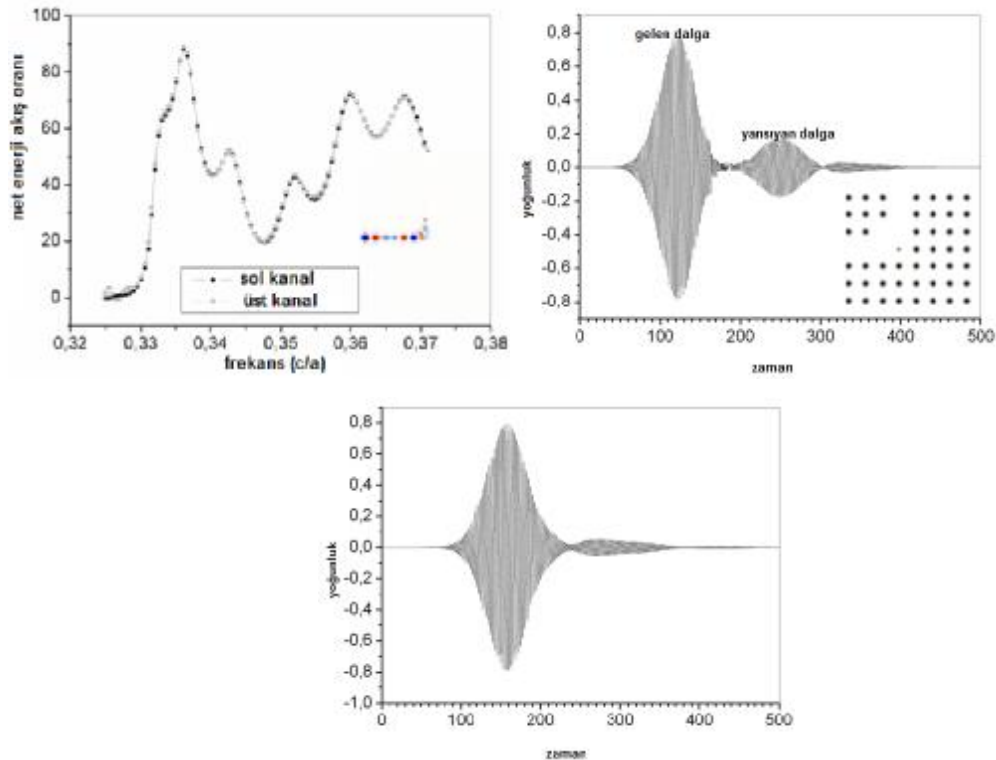 100
80
60
40
20
0
net enerji akış oranı
0,32 0,33 0,34 0,35 0,36 0,37 0,38
frekans (c/a)
sol kanal
üst kanal
0,8
0,6
0,4
0,2
0,0
-0,2
-0,4
-0,6
-0,8
yoğunluk
gelen dalga
yansıyan dalga
0 100 200 300 400 500
zaman
0,8
0,6
0,4
0,2
0,0
-0,2
-0,4
-0,6
-0,8
-1,0
yoğunluk
0 100 200 300 400 500
zaman